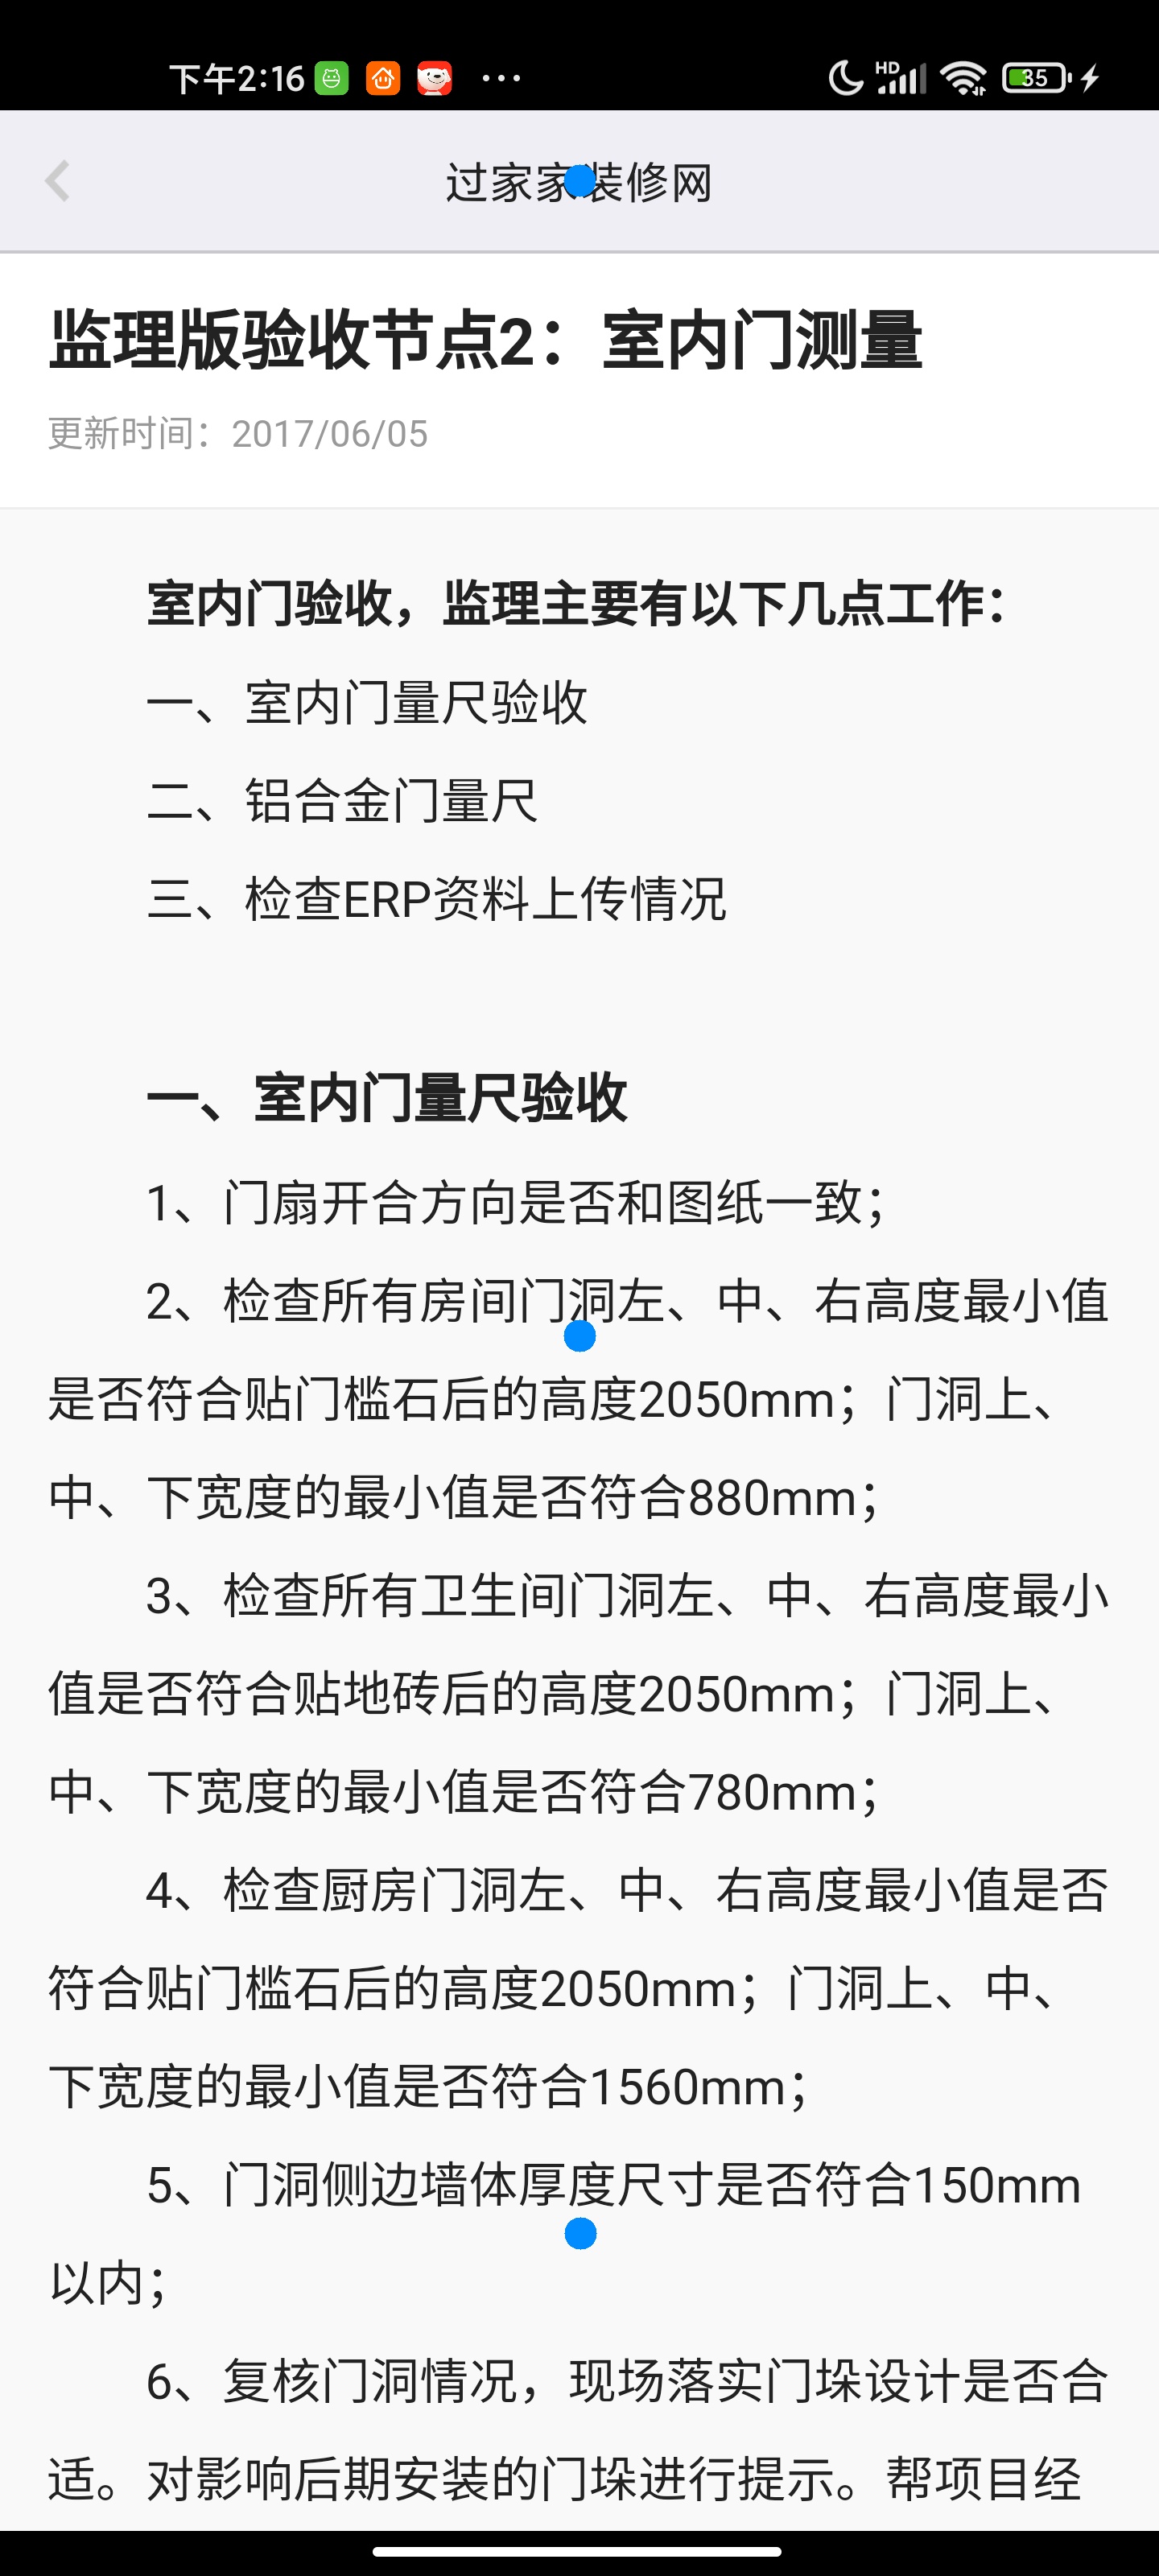 下午2:16
HD
35
过家家装修网
监理版验收节点2：室内门测量
更新时间：2017/06/05
室内门验收，监理主要有以下几点工作：
一、室内门量尺验收
二、铝合金门量尺
三、检查ERP资料上传情况
一、室内门量尺验收
1、门扇开合方向是否和图纸一致；
2、检查所有房间门洞左、中、右高度最小值
是否符合贴门槛石后的高度2050mm；门洞上、
中、下宽度的最小值是否符合880mm；
3、检查所有卫生间门洞左、中、右高度最小
值是否符合贴地砖后的高度2050mm；门洞上、
中、下宽度的最小值是否符合780mm；
4、检查厨房门洞左、中、右高度最小值是否
符合贴门槛石后的高度2050mm；门洞上、中、
下宽度的最小值是否符合1560mm；
5、门洞侧边墙体厚度尺寸是否符合150mm
以内；
6、复核门洞情况，现场落实门垛设计是否合
适。对影响后期安装的门垛进行提示。帮项目经